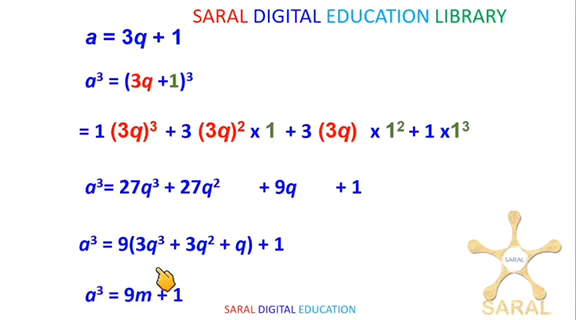 SARAL DIGITAL EDUCATION LIBRARY
a = 3q + 1
a³ = (3q +1)³
= 1 (3q)³ + 3 (3q)² x 1 + 3 (3q) x 1² + 1 x1³
a³= 27q³ + 27q² + 9q + 1
a³ = 9(3q³ + 3q² + q) + 1
a³ = 9m + 1
SARAL
SARAL
SARAL DIGITAL EDUCATION